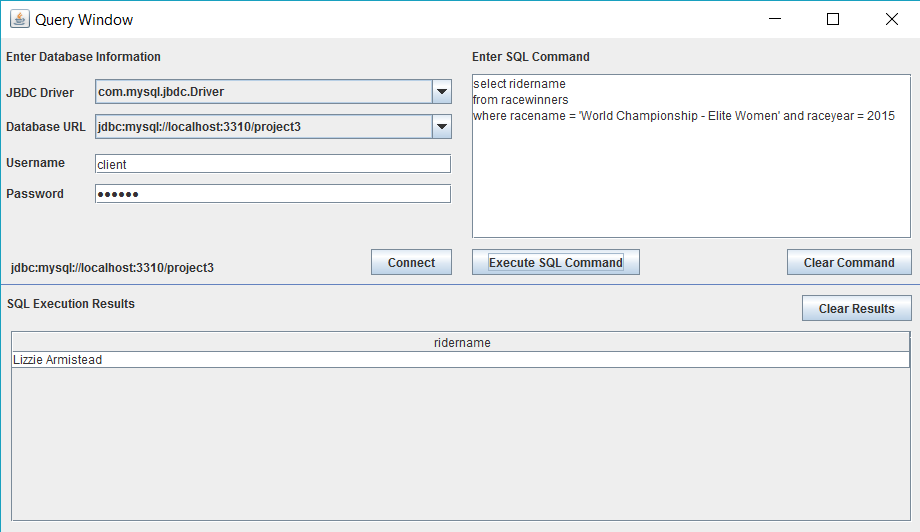 Query Window
Enter Database Information
JBDC Driver
com.mysql.jbdc.Driver
Database URL
jdbc:mysql://localhost:3310/project3
Username
client
Password
••••••
jdbc:mysql://localhost:3310/project3
Connect
Enter SQL Command
select ridername
from racewinners
where racename = 'World Championship - Elite Women' and raceyear = 2015
Execute SQL Command
Clear Command
SQL Execution Results
Clear Results
ridername
Lizzie Armistead